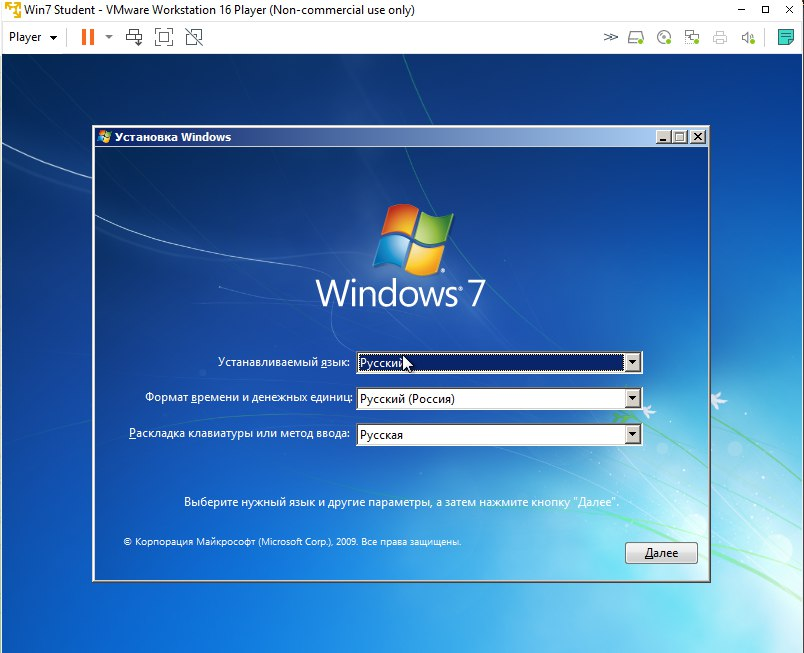 Win7 Student - VMware Workstation 16 Player (Non-commercial use only)
Player
Установка Windows
Windows 7
Устанавливаемый язык: Русский
Формат времени и денежных единиц: Русский (Россия)
Раскладка клавиатуры или метод ввода: Русская
Выберите нужный язык и другие параметры, а затем нажмите кнопку "Далее".
© Корпорация Майкрософт (Microsoft Corp.), 2009. Все права защищены.
Далее